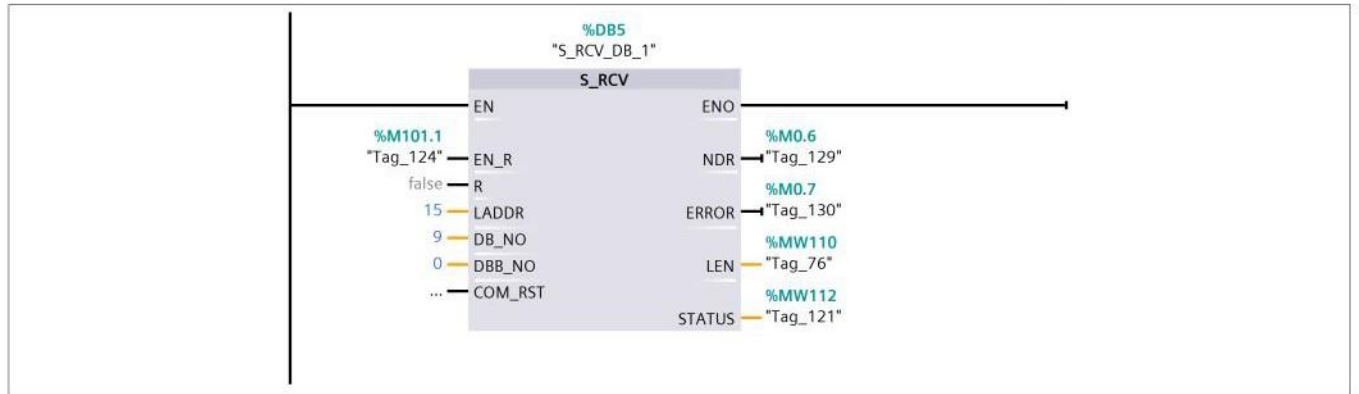 %DB5
"S_RCV_DB_1"
S_RCV
EN ENO
%M101.1 %M0.6
"Tag_124" EN_R NDR "Tag_129"
false R %M0.7
15 LADDR ERROR "Tag_130"
9 DB_NO %MW110
0 DBB_NO LEN "Tag_76"
... COM_RST %MW112
STATUS "Tag_121"